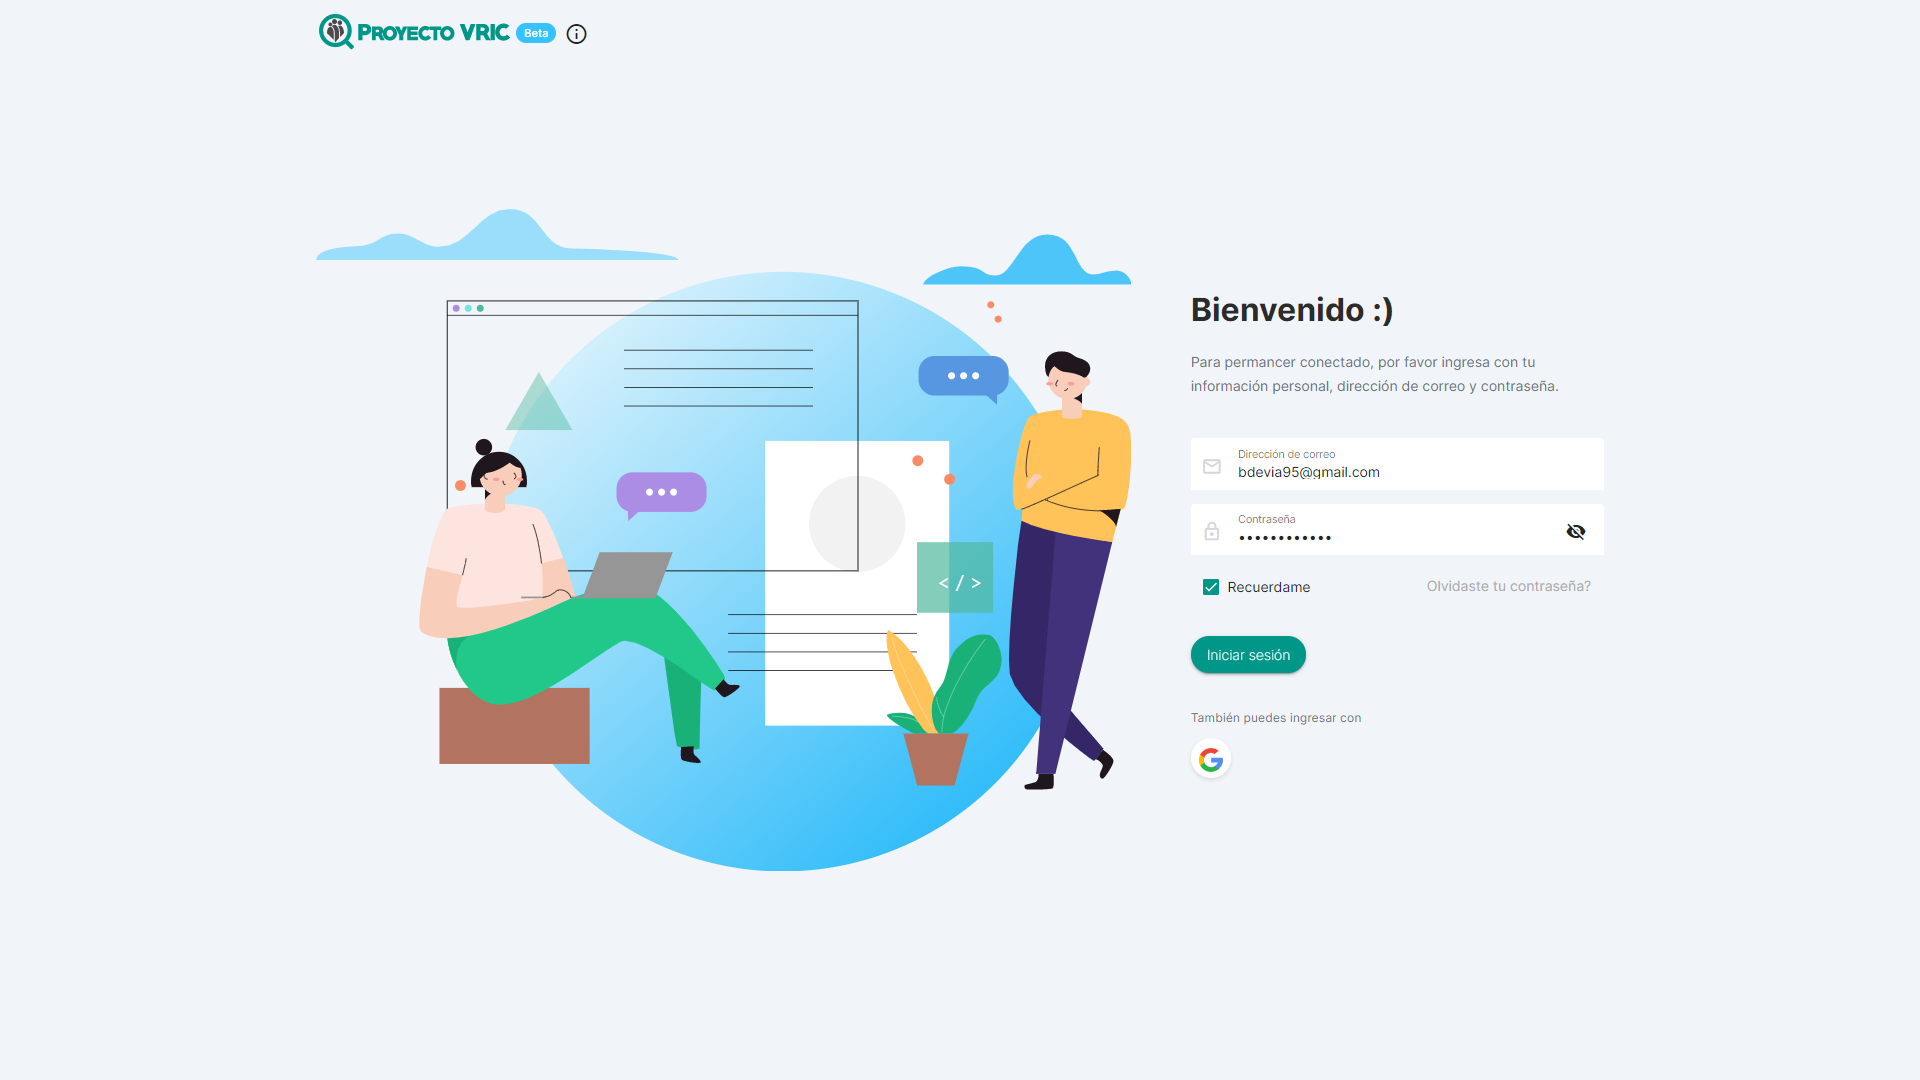 PROYECTO VRIC Beta
Bienvenido :)
Para permancer conectado, por favor ingresa con tu
información personal, dirección de correo y contraseña.
Dirección de correo
bdevia95@gmail.com
Contraseña
••••••••••••
Recuerdame
Olvidaste tu contraseña?
Iniciar sesión
También puedes ingresar con
G
< / >